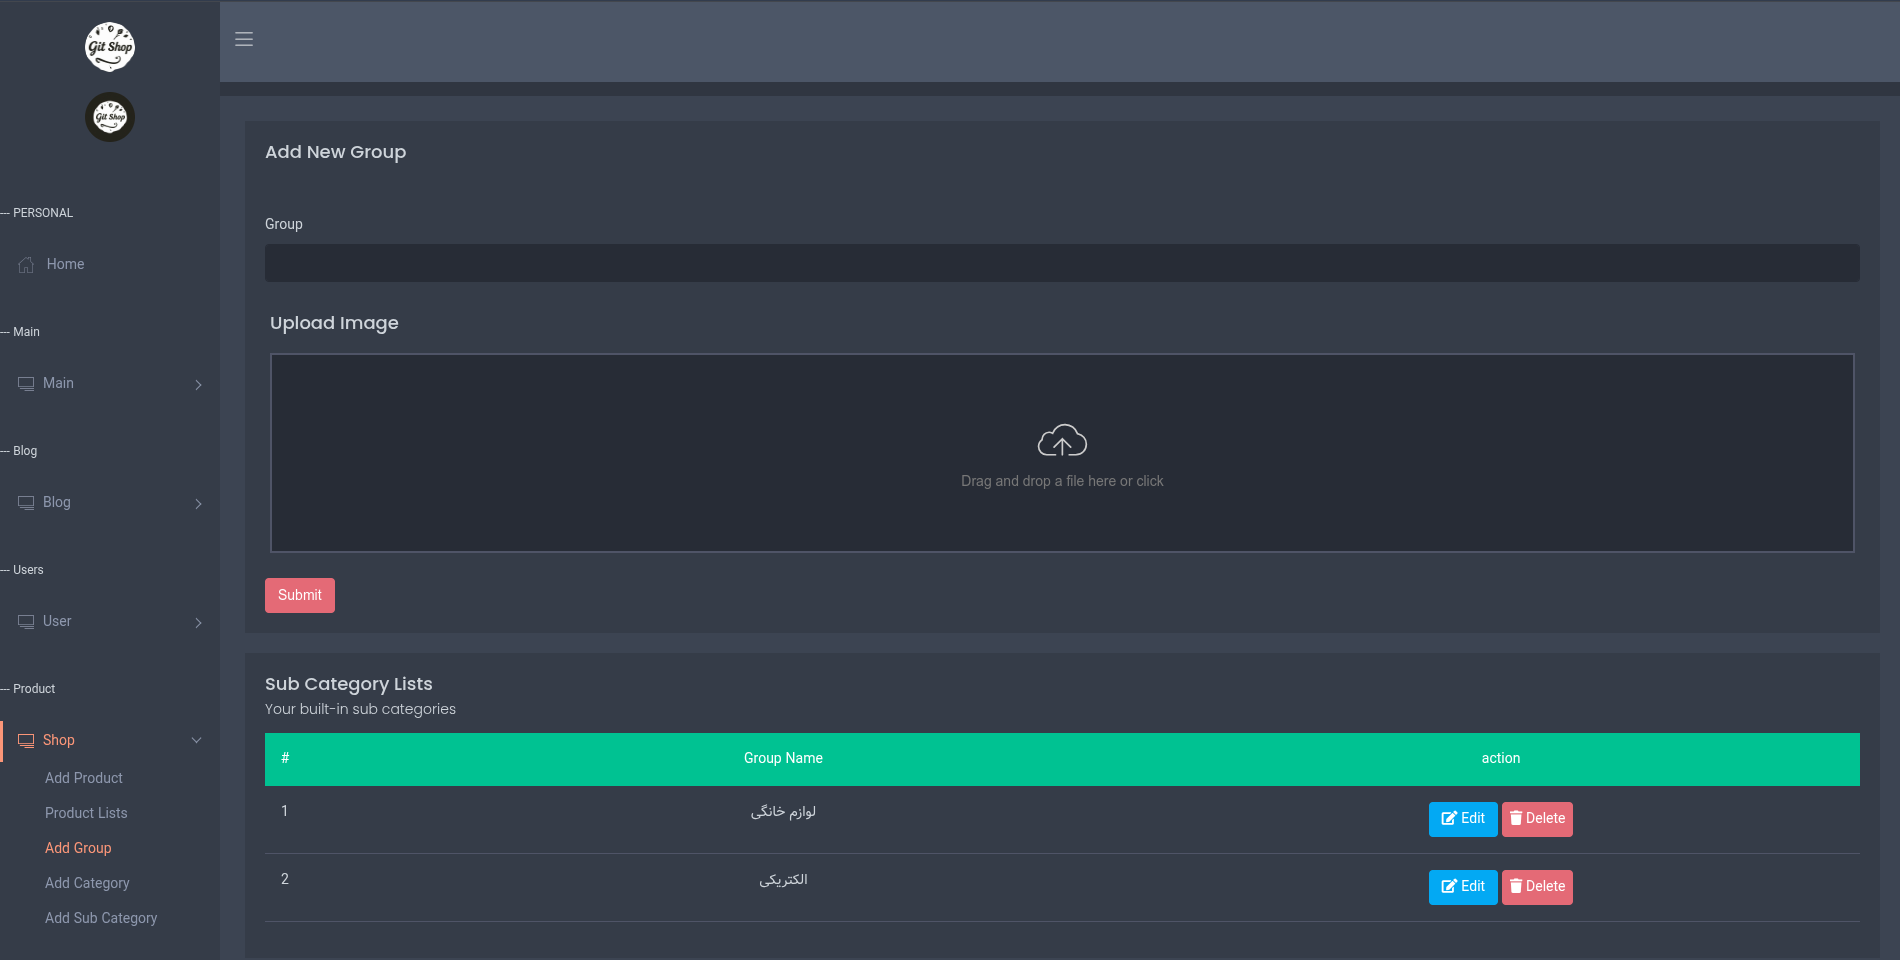 Git Shop
Git Shop
--- PERSONAL
Home
--- Main
Main
--- Blog
Blog
--- Users
User
--- Product
Shop
Add Product
Product Lists
Add Group
Add Category
Add Sub Category
Add New Group
Group
Upload Image
Drag and drop a file here or click
Submit
Sub Category Lists
Your built-in sub categories
# Group Name action
1 لوازم خانگی Edit Delete
2 الکتریکی Edit Delete